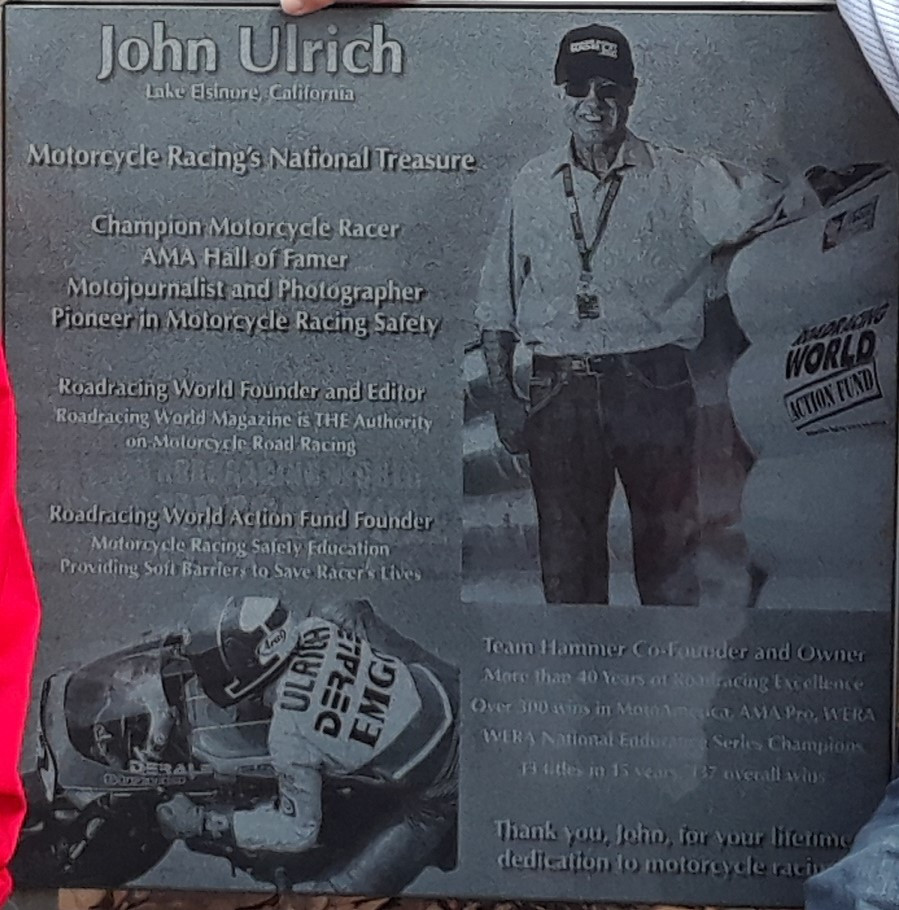 John Ulrich
Lake Elsinore, California
Motorcycle Racing's National Treasure
Champion Motorcycle Racer
AMA Hall of Famer
Motojournalist and Photographer
Pioneer in Motorcycle Racing Safety
Roadracing World Founder and Editor
Roadracing World Magazine is THE Authority
on Motorcycle Road Racing
Roadracing World Action Fund Founder
Motorcycle Racing Safety Education
Providing Soft Barriers to Save Racer's Lives
ROADRACING
WORLD
ACTION FUND
Arai
ULRICH
DERALE
EMGO
DERALE
Team Hammer Co-Founder and Owner
More than 40 Years of Roadracing Excellence
Over 300 wins in MotoAmerica, AMA Pro, WERA
WERA National Endurance Series Champions
13 titles in 15 years, 137 overall wins
Thank you, John, for your lifetime
dedication to motorcycle racin